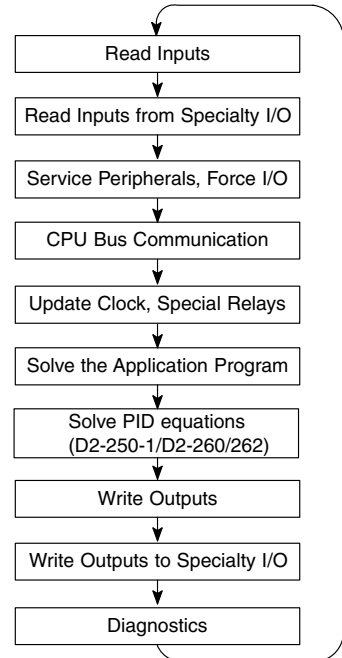 Read Inputs
Read Inputs from Specialty I/O
Service Peripherals, Force I/O
CPU Bus Communication
Update Clock, Special Relays
Solve the Application Program
Solve PID equations
(D2-250-1/D2-260/262)
Write Outputs
Write Outputs to Specialty I/O
Diagnostics